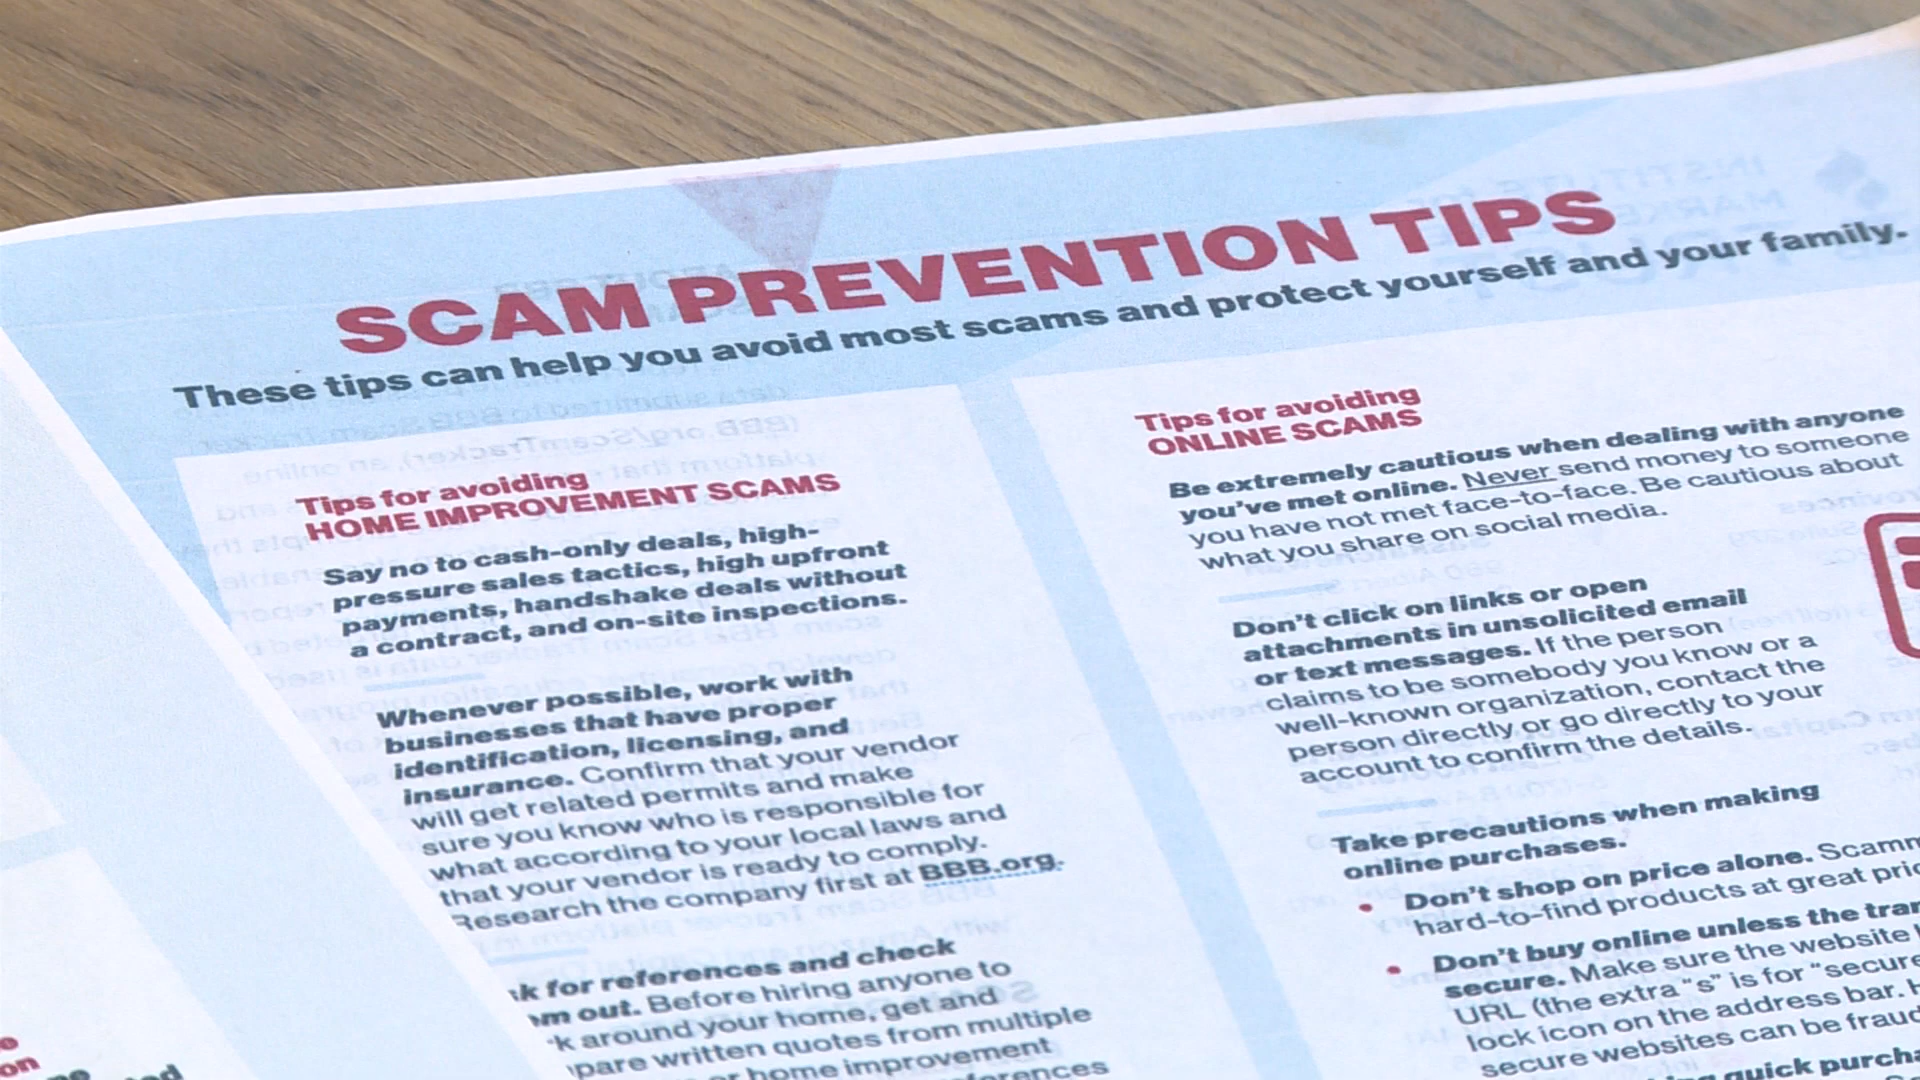 SCAM PREVENTION TIPS
These tips can help you avoid most scams and protect yourself and your family.
Tips for avoiding
HOME IMPROVEMENT SCAMS
Say no to cash-only deals, high-
pressure sales tactics, high upfront
payments, handshake deals without
a contract, and on-site inspections.
Whenever possible, work with
businesses that have proper
identification, licensing, and
insurance. Confirm that your vendor
will get related permits and make
sure you know who is responsible for
what according to your local laws and
that your vendor is ready to comply.
Research the company first at BBB.org.
for references and check
out. Before hiring anyone to
around your home, get and
written quotes from multiple
or home improvement
Tips for avoiding
ONLINE SCAMS
Be extremely cautious when dealing with anyone
you've met online. Never send money to someone
you have not met face-to-face. Be cautious about
what you share on social media.
Don't click on links or open
attachments in unsolicited email
or text messages. If the person
claims to be somebody you know or a
well-known organization, contact the
person directly or go directly to your
account to confirm the details.
Take precautions when making
online purchases.
• Don't shop on price alone.
hard-to-find products at great
• Don't buy online unless the
secure. Make sure the website
URL (the extra "s" is for "secure
lock icon on the address bar.
secure websites can be
quick